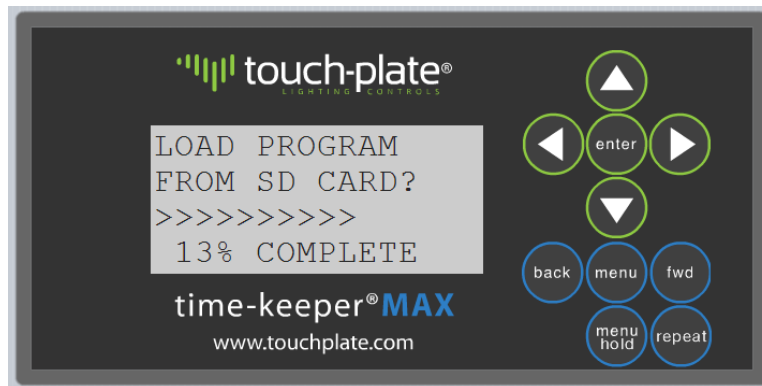 touch-plate®
LIGHTING CONTROLS
LOAD PROGRAM
FROM SD CARD?
>>>>>>>>>>
13% COMPLETE
time-keeper®MAX
www.touchplate.com
enter
back
menu
fwd
menu
hold
repeat